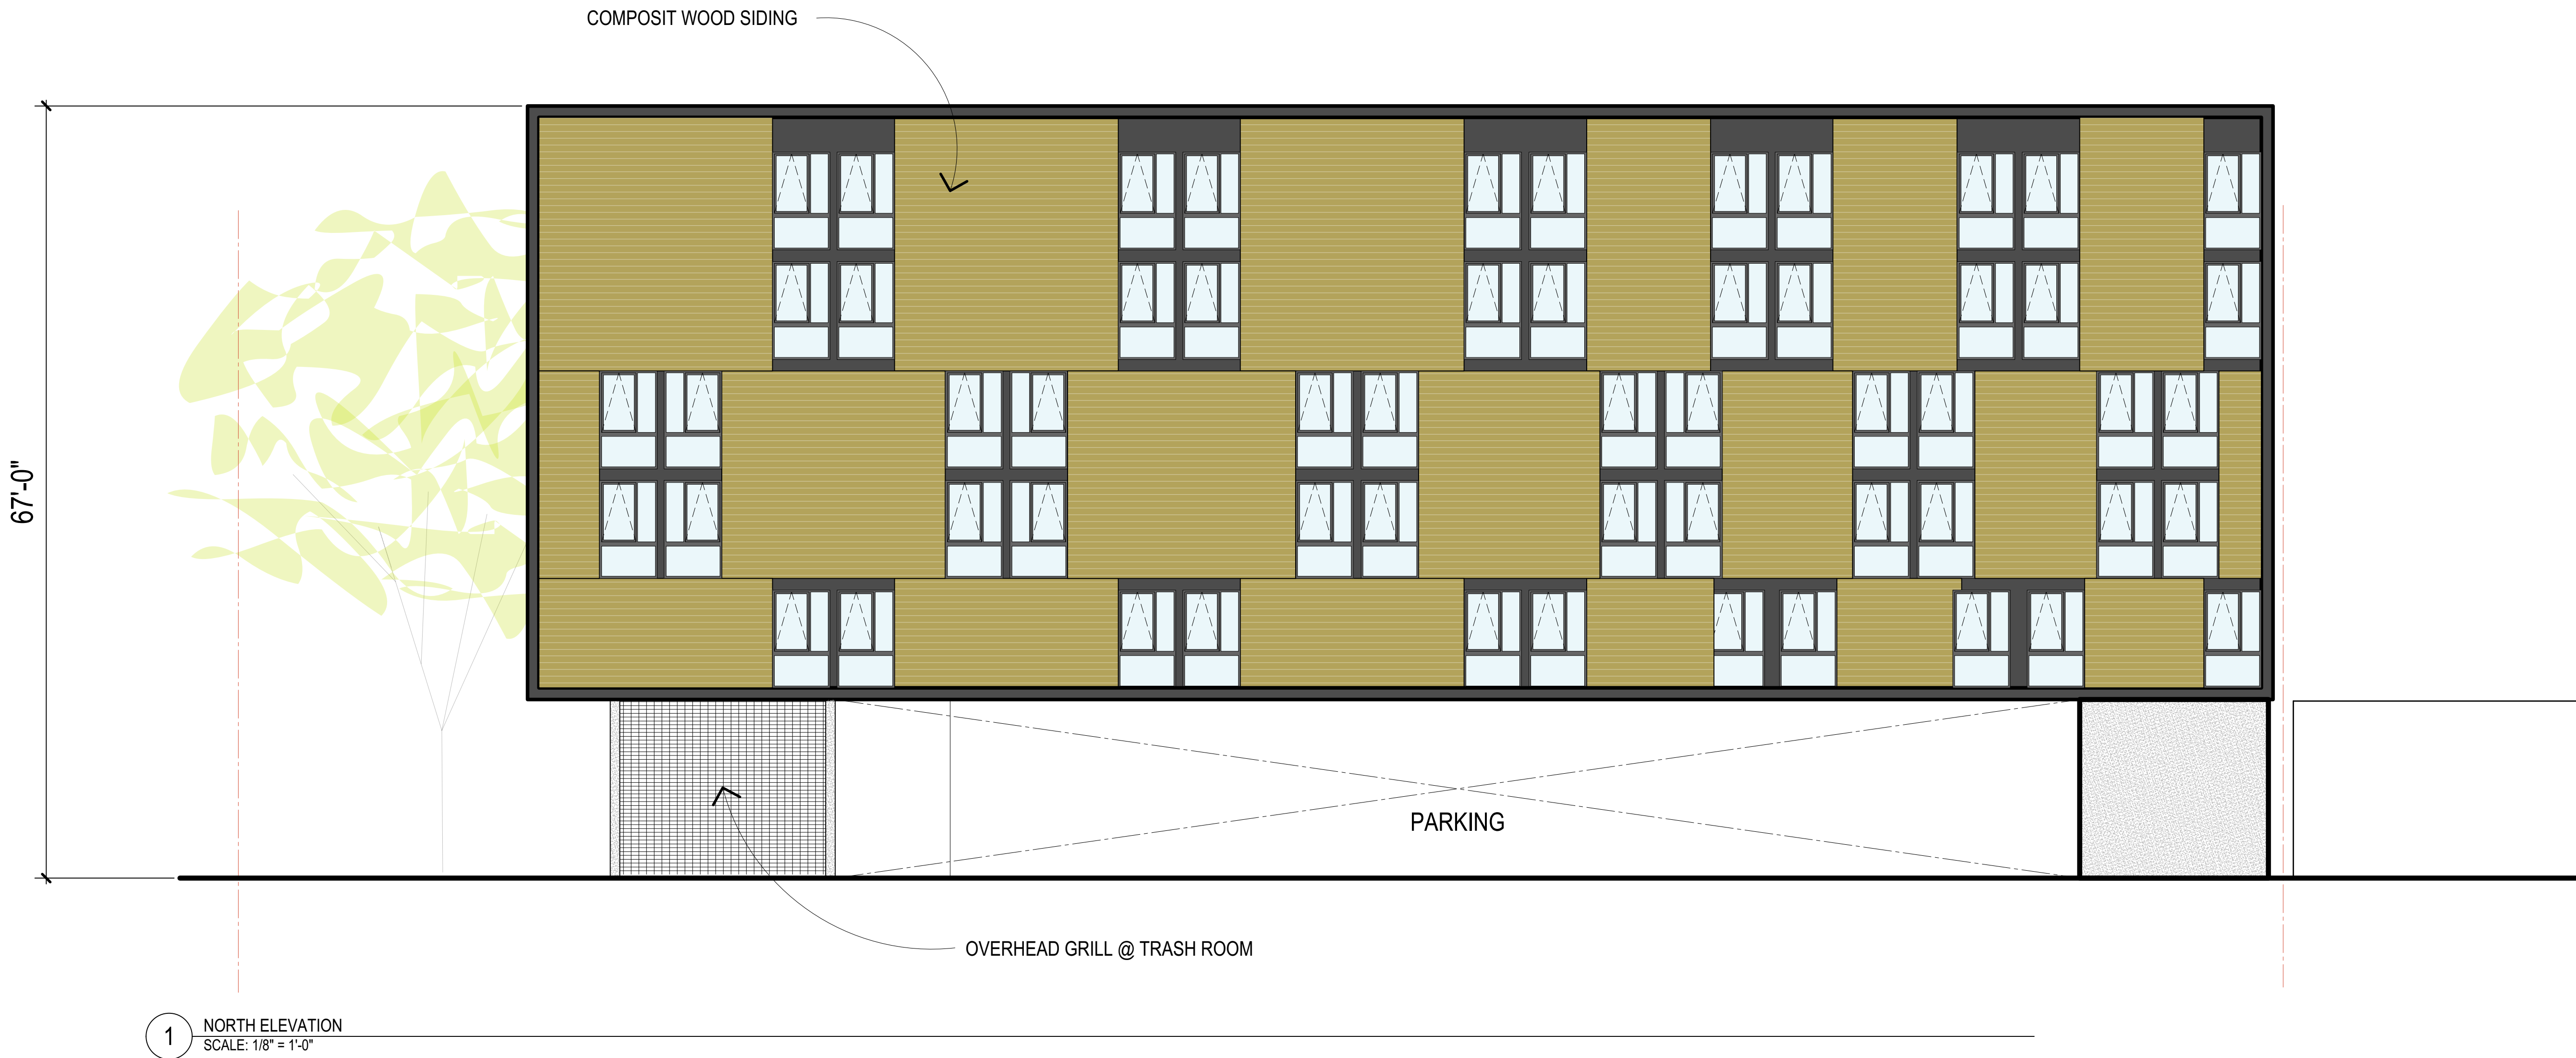 COMPOSIT WOOD SIDING
67'-0"
PARKING
OVERHEAD GRILL @ TRASH ROOM
1
NORTH ELEVATION
SCALE: 1/8" = 1'-0"